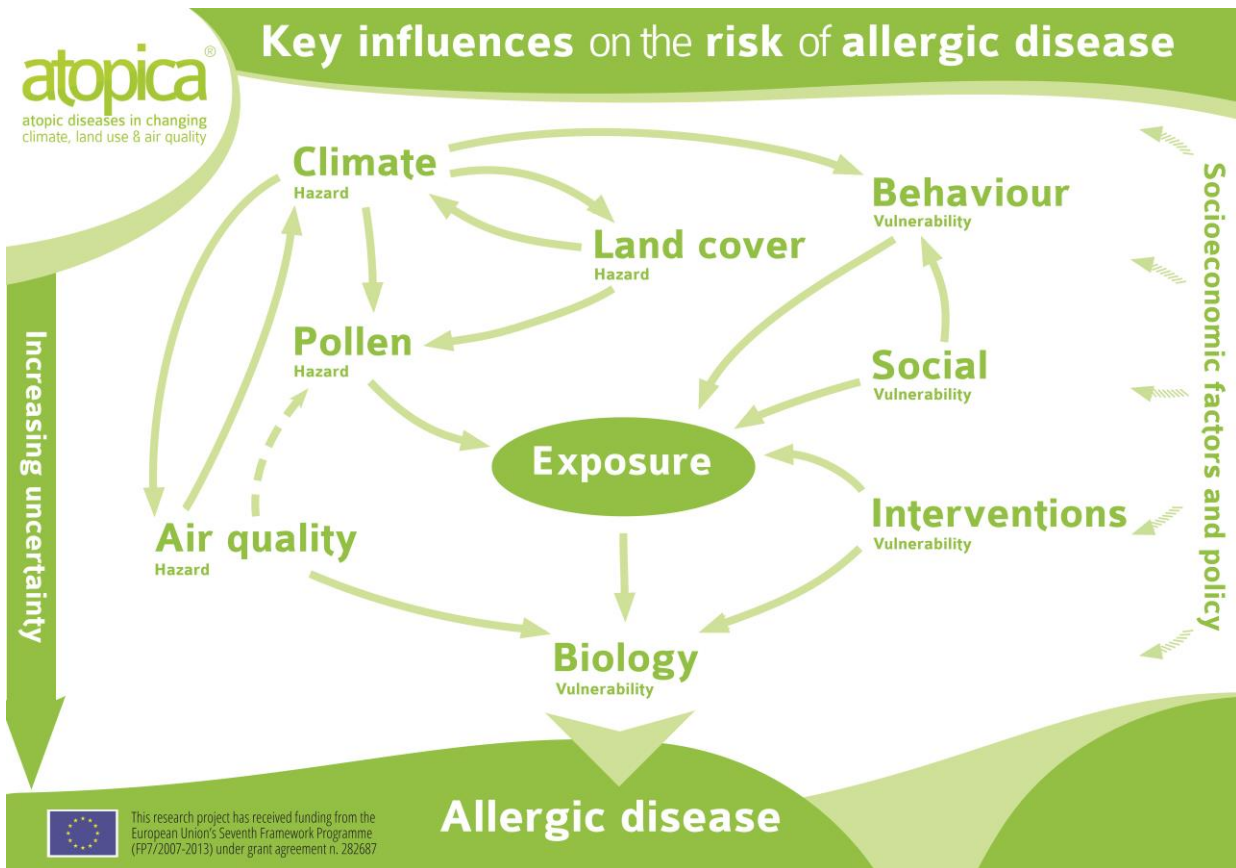 Key influences on the risk of allergic disease
atopica®
atopic diseases in changing
climate, land use & air quality
Climate
Hazard
Behaviour
Vulnerability
Land cover
Hazard
Pollen
Hazard
Social
Vulnerability
Exposure
Interventions
Vulnerability
Air quality
Hazard
Biology
Vulnerability
Increasing uncertainty
Socioeconomic factors and policy
Allergic disease
This research project has received funding from the
European Union's Seventh Framework Programme
(FP7/2007-2013) under grant agreement n. 282687